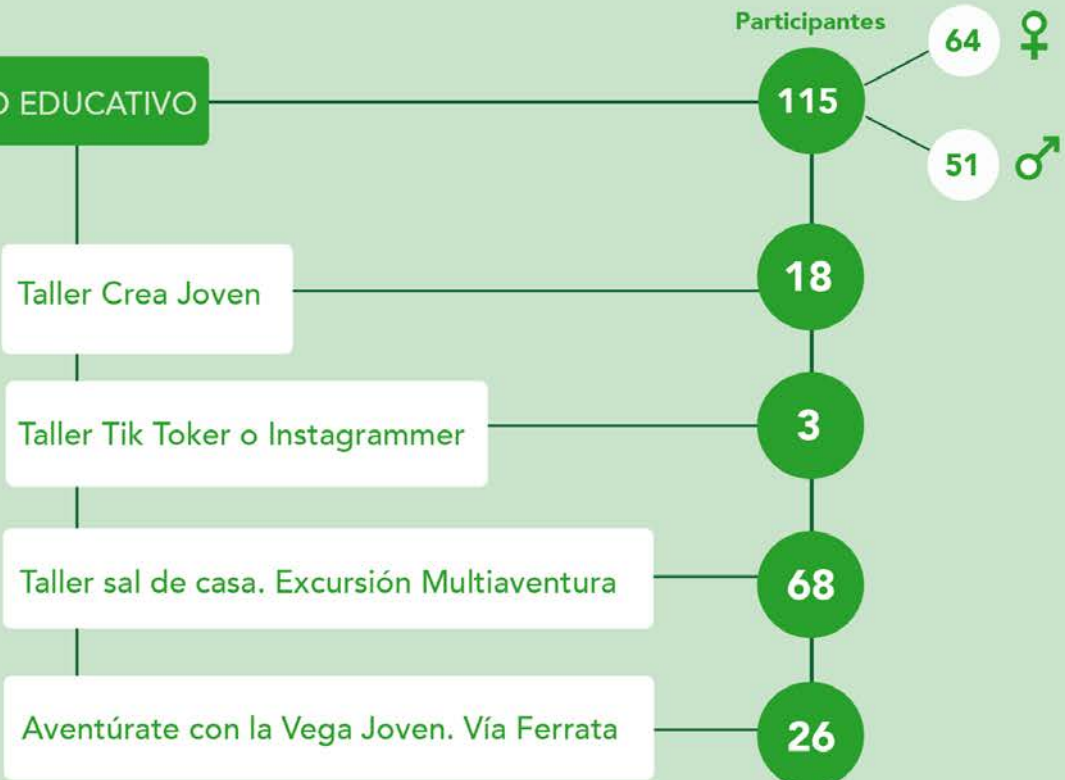 Participantes
64
EDUCATIVO
115
51
Taller Crea Joven
18
Taller Tik Toker o Instagrammer
3
Taller sal de casa. Excursión Multiaventura
68
Aventúrate con la Vega Joven. Vía Ferrata
26